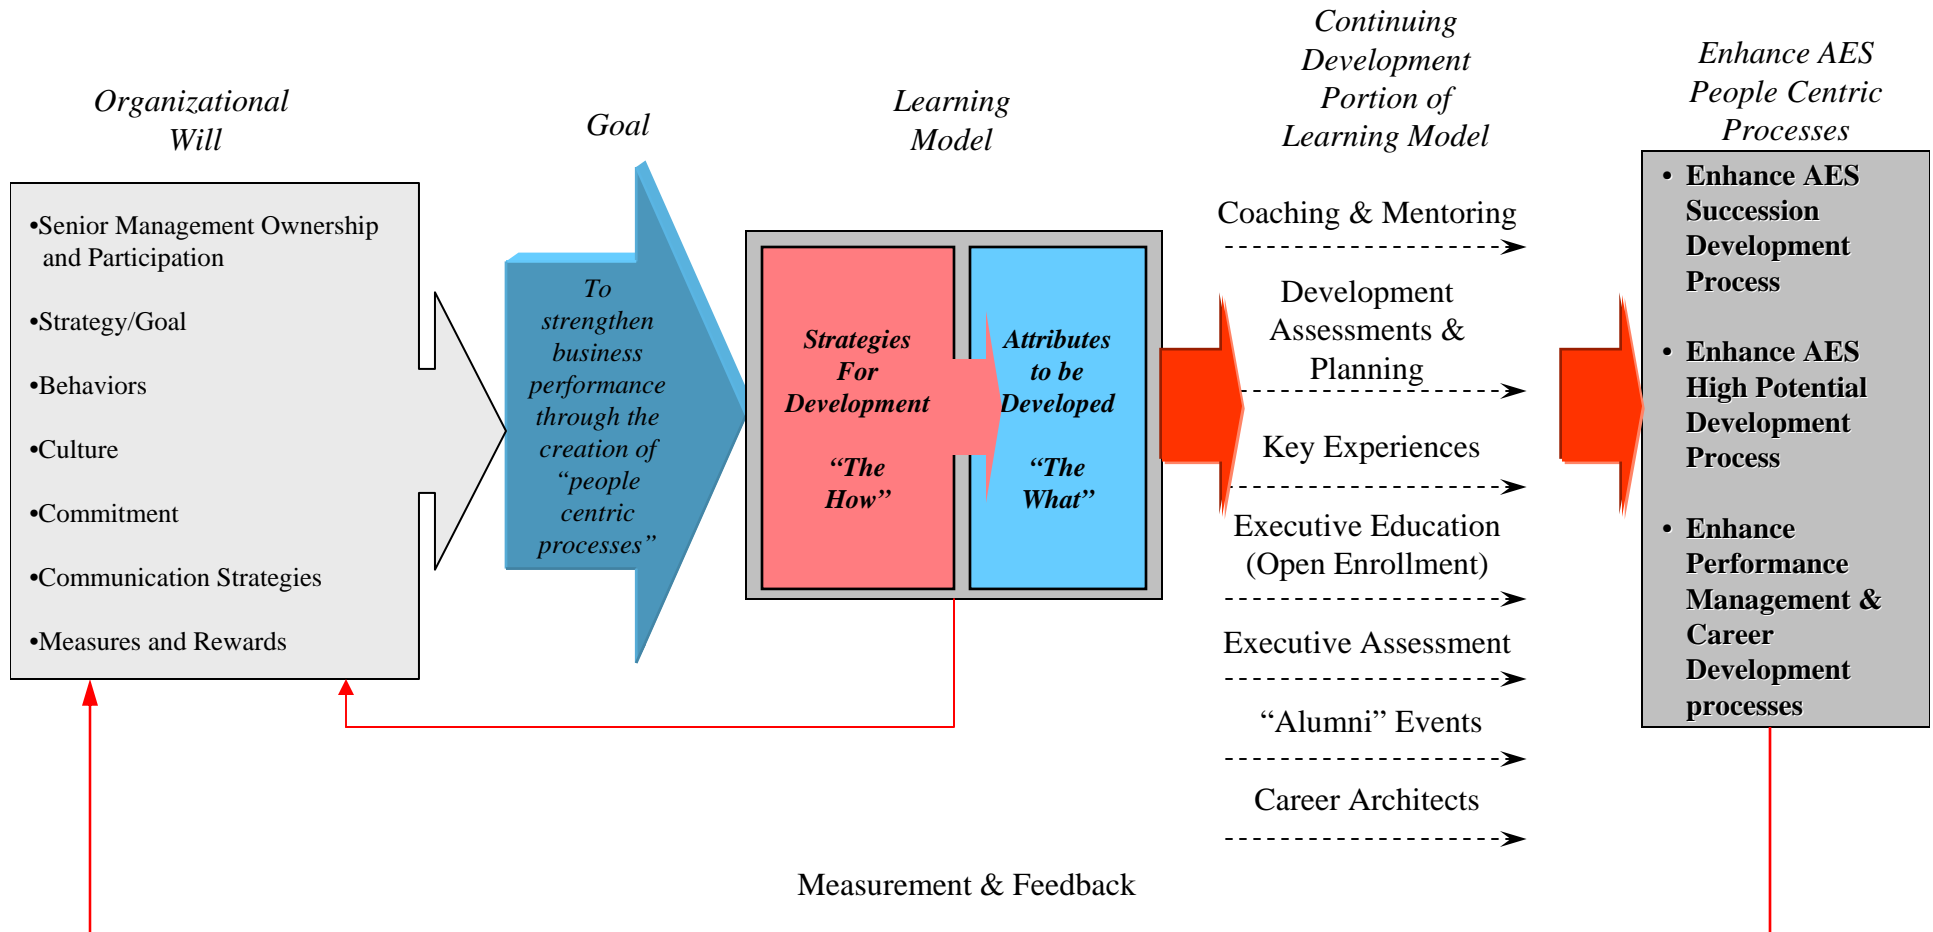 Organizational
Will
•Senior Management Ownership
and Participation
•Strategy/Goal
•Behaviors
•Culture
•Commitment
•Communication Strategies
•Measures and Rewards
Goal
To
strengthen
business
performance
through the
creation of
“people
centric
processes”
Learning
Model
Strategies
For
Development
“The
How”
Attributes
to be
Developed
“The
What”
Continuing
Development
Portion of
Learning Model
Coaching & Mentoring
Development
Assessments &
Planning
Key Experiences
Executive Education
(Open Enrollment)
Executive Assessment
“Alumni” Events
Career Architects
Enhance AES
People Centric
Processes
• Enhance AES
Succession
Development
Process
• Enhance AES
High Potential
Development
Process
• Enhance
Performance
Management &
Career
Development
processes
Measurement & Feedback